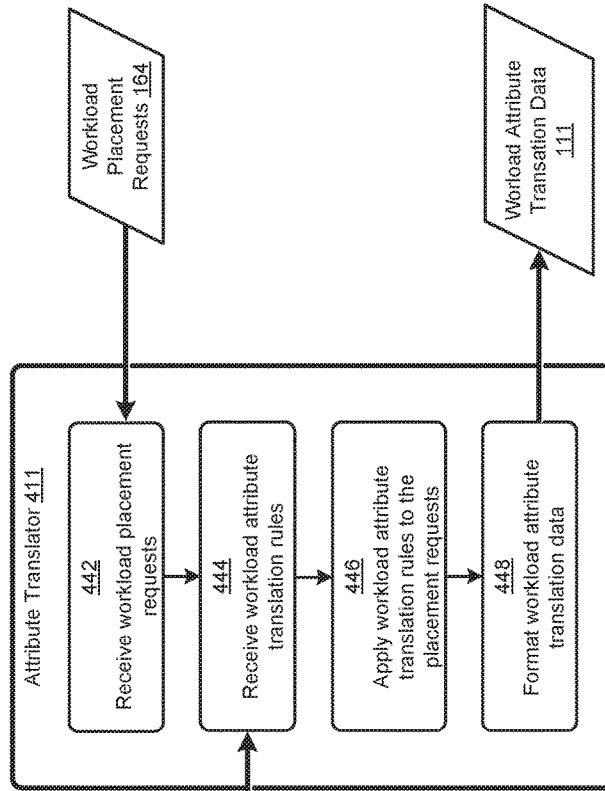 Attribute Translator 411
442
Receive workload placement
requests
444
Receive workload attribute
translation rules
446
Apply workload attribute
translation rules to the
placement requests
448
Format workload attribute
translation data
Workload
Placement
Requests 164
Worload Attribute
Transation Data
111